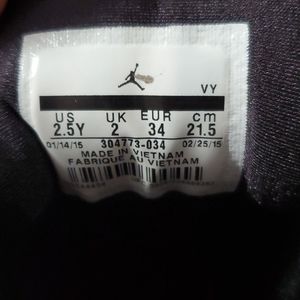 VY
US UK EUR cm
2.5Y 2 34 21.5
01/14/15 304773-034 02/25/15
MADE IN VIETNAM
FABRIQUE AU VIETNAM